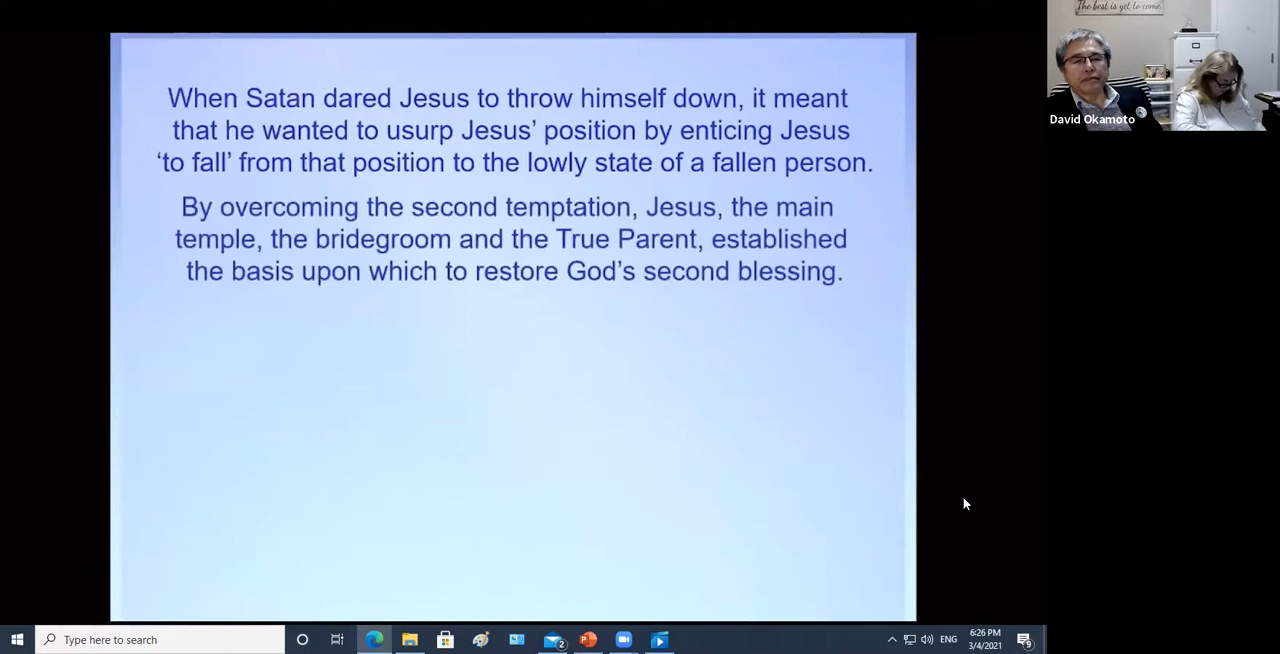 When Satan dared Jesus to throw himself down, it meant
that he wanted to usurp Jesus’ position by enticing Jesus
‘to fall’ from that position to the lowly state of a fallen person.
By overcoming the second temptation, Jesus, the main
temple, the bridegroom and the True Parent, established
the basis upon which to restore God’s second blessing.
The best is yet to come
David Okamoto
Type here to search
2
ENG
6:26 PM
3/4/2021
9